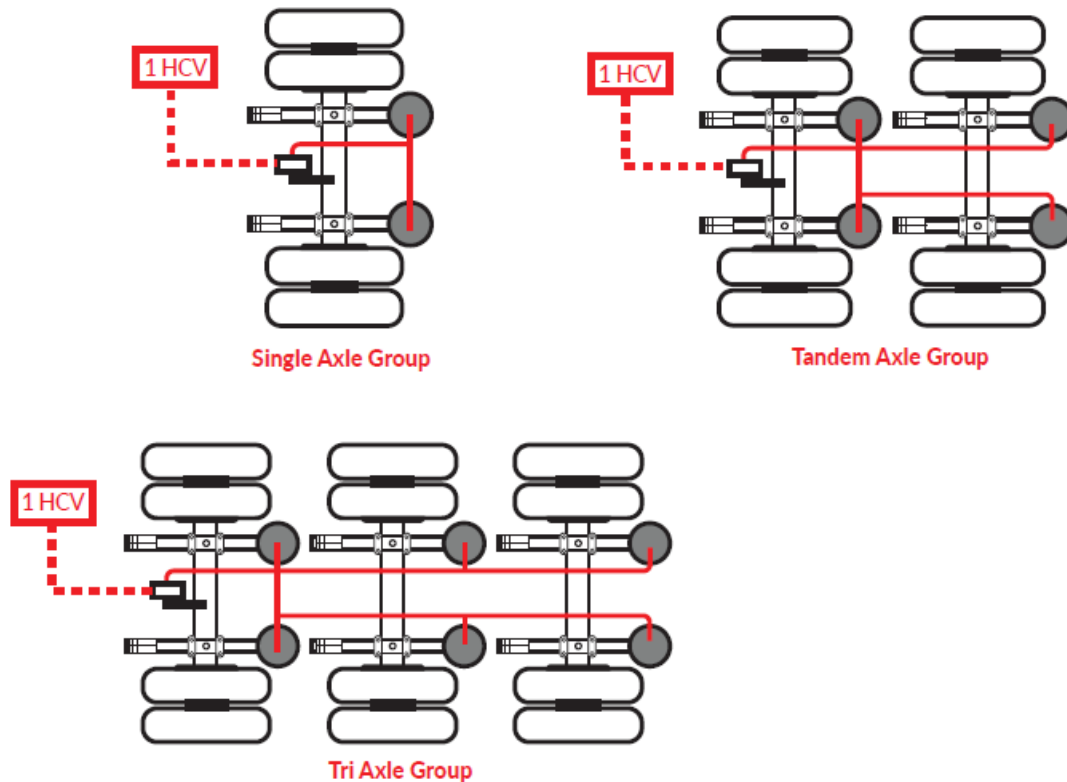 1 HCV
1 HCV
Single Axle Group
Tandem Axle Group
1 HCV
Tri Axle Group